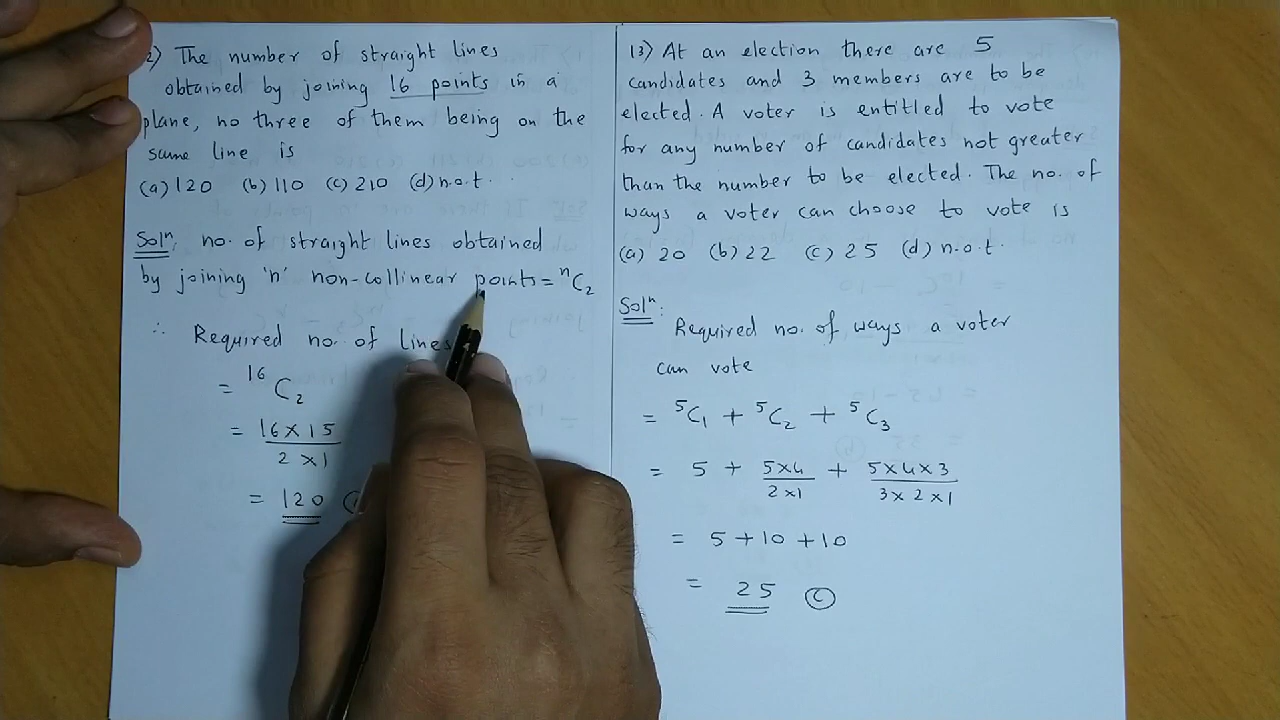 2) The number of straight lines
obtained by joining 16 points in a
plane, no three of them being on the
same line is
(a) 120 (b) 110 (c) 210 (d) n.o.t.
Solⁿ: no. of straight lines obtained
by joining 'n' non-collinear points = ⁿC₂
∴ Required no. of lines
= ¹⁶C₂
= 16 × 15
2 × 1
= 120
13) At an election there are 5
candidates and 3 members are to be
elected. A voter is entitled to vote
for any number of candidates not greater
than the number to be elected. The no. of
ways a voter can choose to vote is
(a) 20 (b) 22 (c) 25 (d) n.o.t.
Solⁿ:
Required no. of ways a voter
can vote
= ⁵C₁ + ⁵C₂ + ⁵C₃
= 5 + 5×4 + 5×4×3
2×1 3×2×1
= 5 + 10 + 10
= 25 (c)